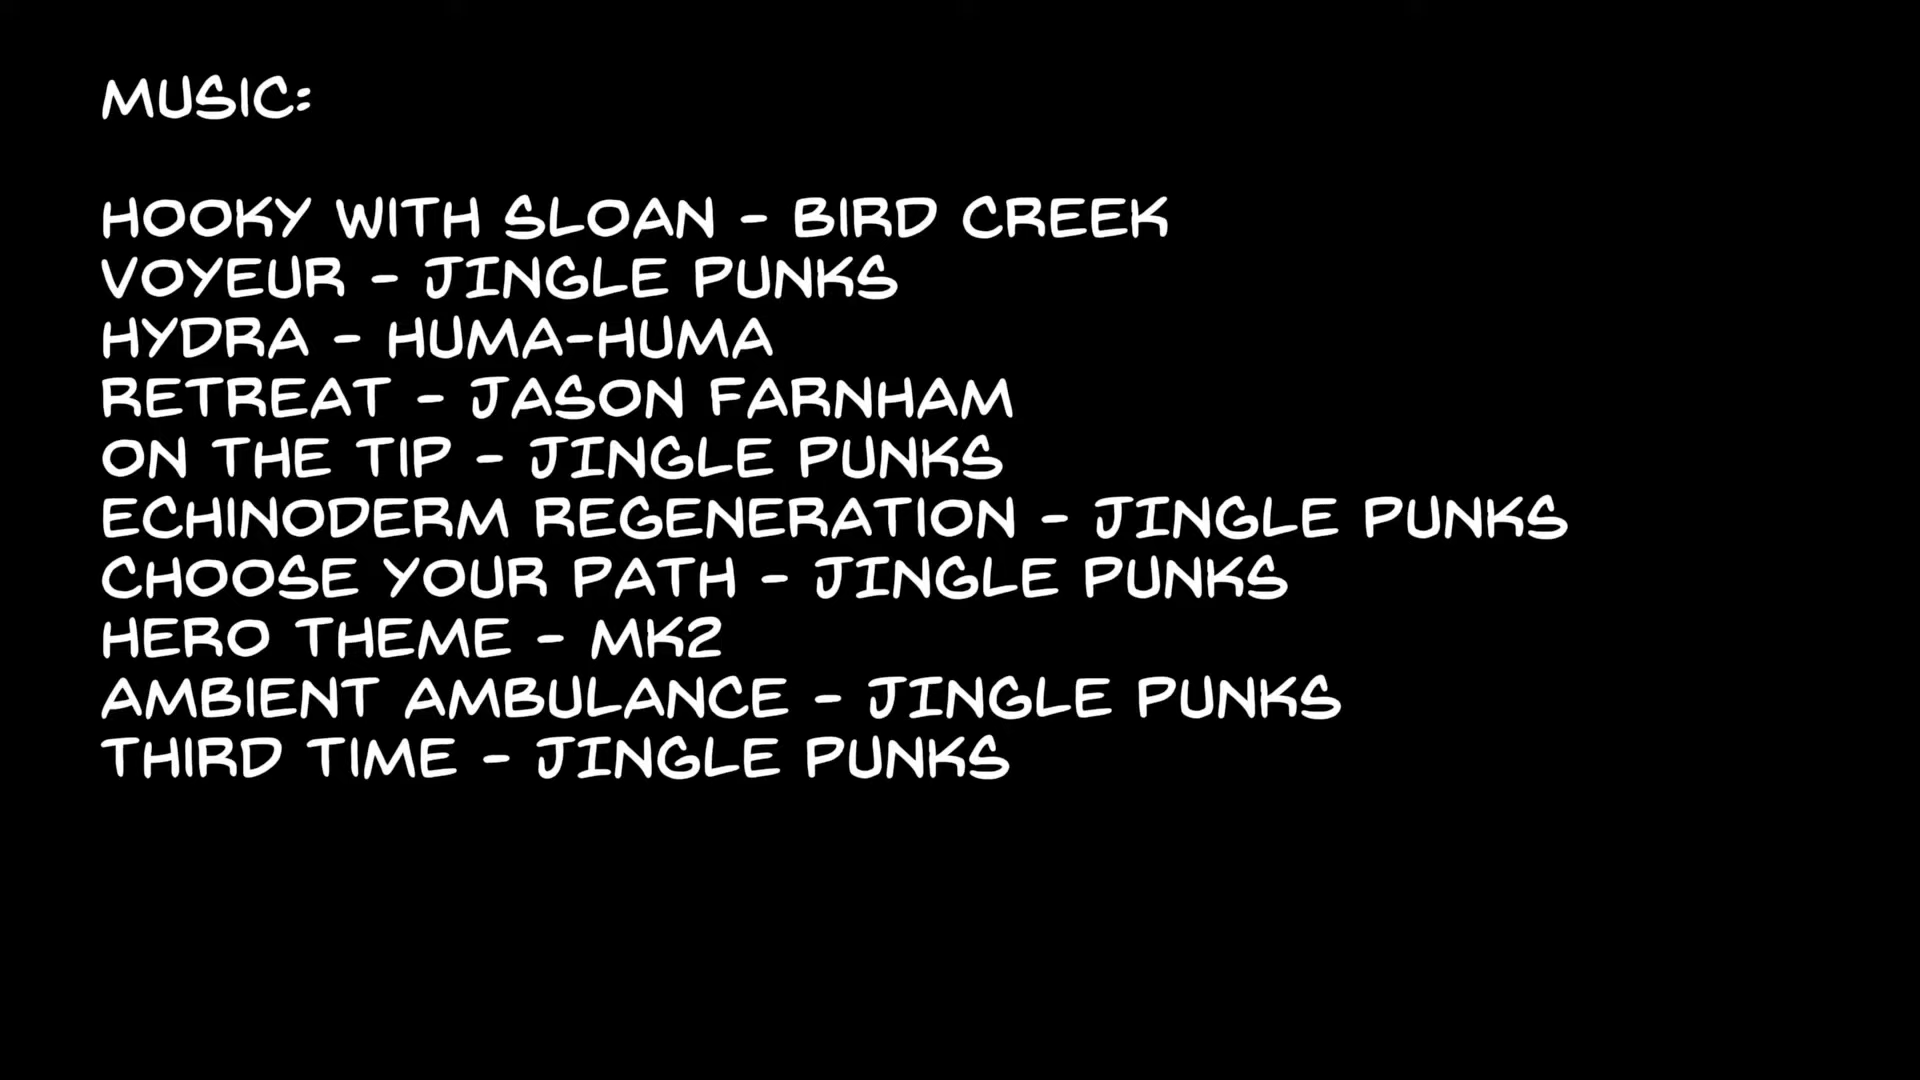 MUSIC:
HOOKY WITH SLOAN - BIRD CREEK
VOYEUR - JINGLE PUNKS
HYDRA - HUMA-HUMA
RETREAT - JASON FARNHAM
ON THE TIP - JINGLE PUNKS
ECHINODERM REGENERATION - JINGLE PUNKS
CHOOSE YOUR PATH - JINGLE PUNKS
HERO THEME - MK2
AMBIENT AMBULANCE - JINGLE PUNKS
THIRD TIME - JINGLE PUNKS